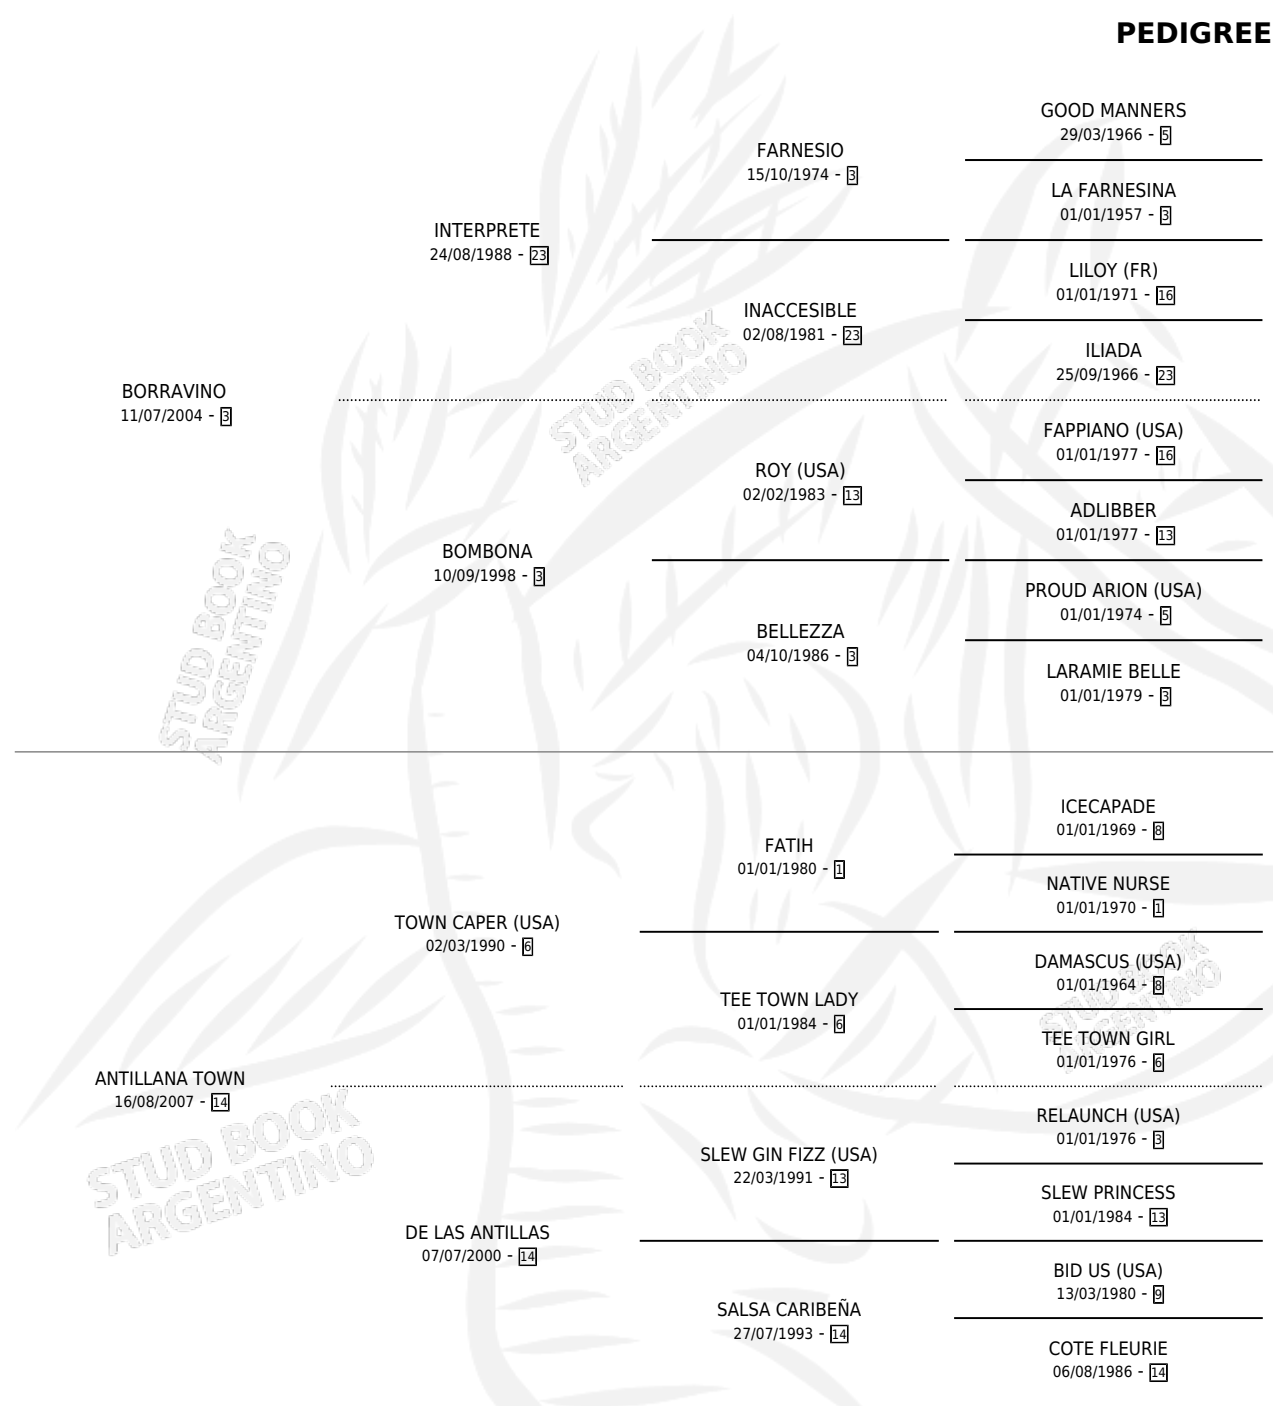 PEDIGREE
GOOD MANNERS
29/03/1966 - 5
FARNESIO
15/10/1974 - 3
LA FARNESINA
01/01/1957 - 3
INTERPRETE
24/08/1988 - 23
LILOY (FR)
01/01/1971 - 16
INACCESIBLE
02/08/1981 - 23
ILIADA
25/09/1966 - 23
BORRAVINO
11/07/2004 - 3
FAPPIANO (USA)
01/01/1977 - 16
ROY (USA)
02/02/1983 - 13
ADLIBBER
01/01/1977 - 13
BOMBONA
10/09/1998 - 3
PROUD ARION (USA)
01/01/1974 - 5
BELLEZZA
04/10/1986 - 3
LARAMIE BELLE
01/01/1979 - 3
ICECAPADE
01/01/1969 - 8
FATIH
01/01/1980 - 1
NATIVE NURSE
01/01/1970 - 1
TOWN CAPER (USA)
02/03/1990 - 6
DAMASCUS (USA)
01/01/1964 - 8
TEE TOWN LADY
01/01/1984 - 6
TEE TOWN GIRL
01/01/1976 - 6
ANTILLANA TOWN
16/08/2007 - 14
RELAUNCH (USA)
01/01/1976 - 3
SLEW GIN FIZZ (USA)
22/03/1991 - 13
SLEW PRINCESS
01/01/1984 - 13
DE LAS ANTILLAS
07/07/2000 - 14
BID US (USA)
13/03/1980 - 9
SALSA CARIBEÑA
27/07/1993 - 14
COTE FLEURIE
06/08/1986 - 14
STUD BOOK
ARGENTINO
STUD BOOK
ARGENTINO
STUD BOOK
ARGENTINO
STUD BOOK
ARGENTINO